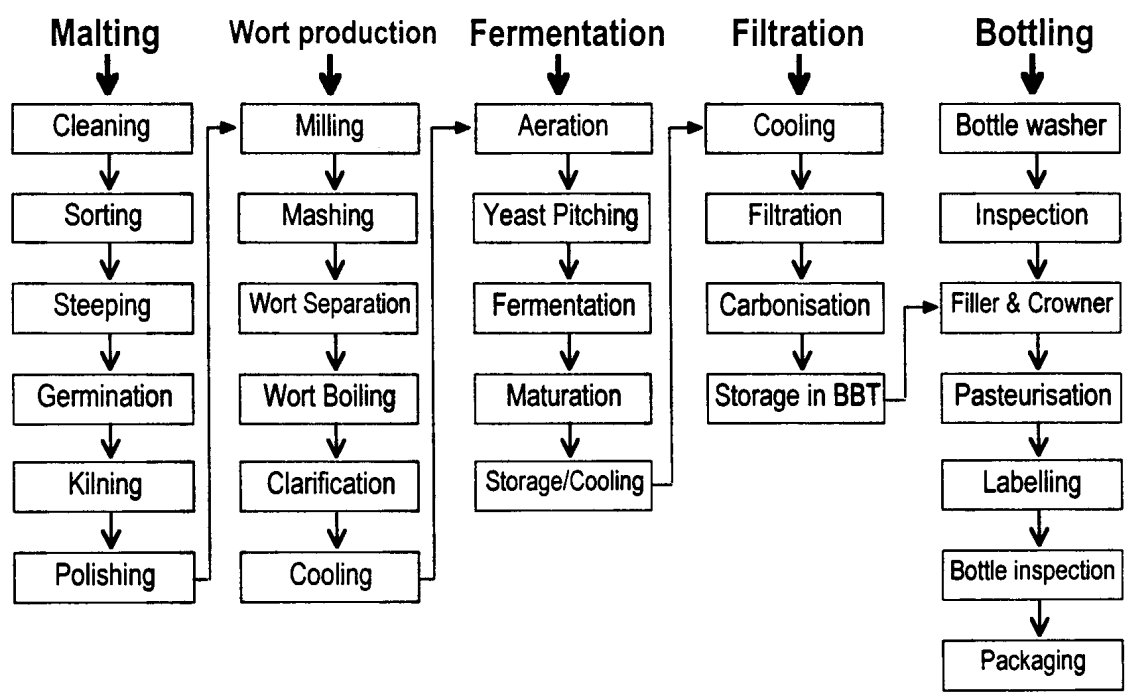 Malting
Cleaning
Sorting
Steeping
Germination
Kilning
Polishing
Wort production
Milling
Mashing
Wort Separation
Wort Boiling
Clarification
Cooling
Fermentation
Aeration
Yeast Pitching
Fermentation
Maturation
Storage/Cooling
Filtration
Cooling
Filtration
Carbonisation
Storage in BBT
Bottling
Bottle washer
Inspection
Filler & Crowner
Pasteurisation
Labelling
Bottle inspection
Packaging